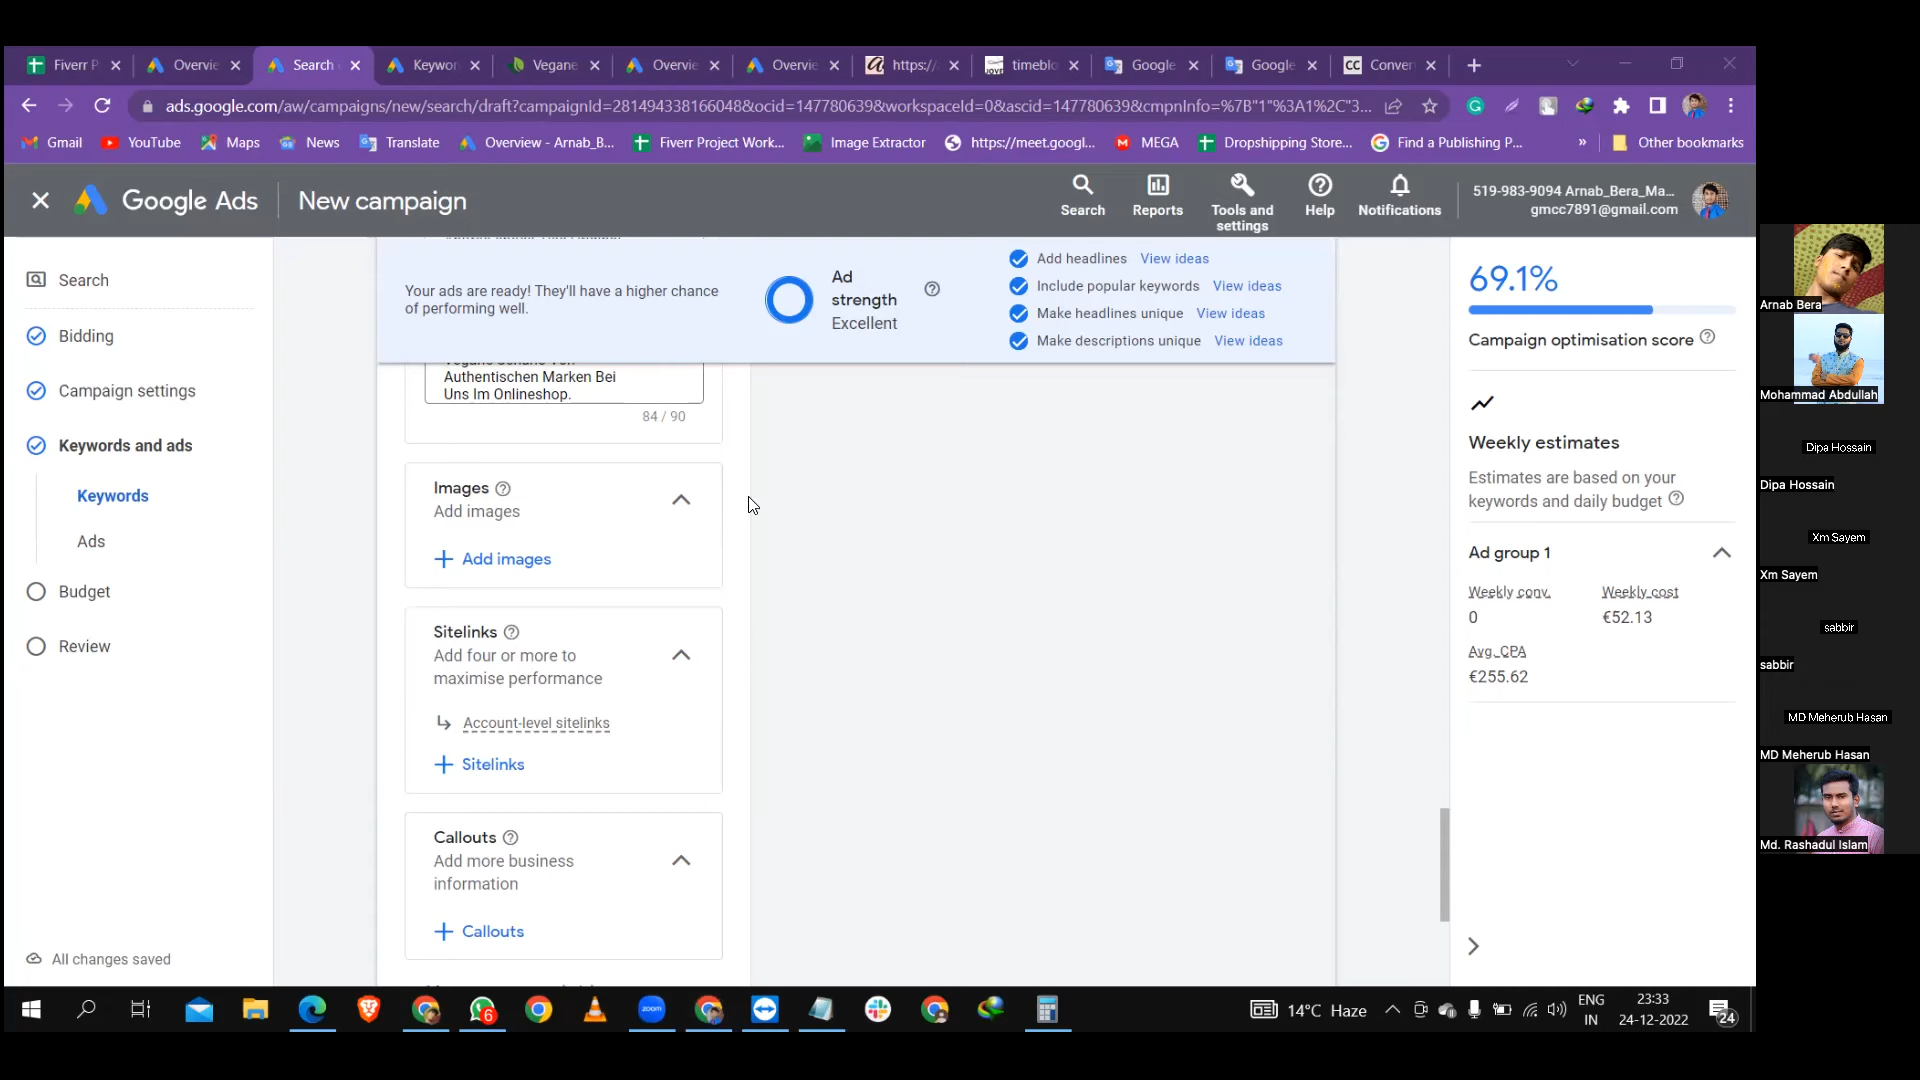 Fiverr P
Overvie
Search
Keywor
Vegane
Overvie
Overvie
https://
timeblo
Google
Google
CC Conver
ads.google.com/aw/campaigns/new/search/draft?campaignId=281494338166048&ocid=147780639&workspaceId=0&ascid=147780639&cmpnInfo=%7B"1"%3A1%2C"3...
Gmail
YouTube
Maps
News
Translate
Overview - Arnab_B...
Fiverr Project Work...
Image Extractor
https://meet.googl...
MEGA
Dropshipping Store...
Find a Publishing P...
»
Other bookmarks
Google Ads
New campaign
Search
Reports
Tools and
settings
Help
Notifications
519-983-9094 Arnab_Bera_Ma...
gmcc7891@gmail.com
Search
Bidding
Campaign settings
Keywords and ads
Keywords
Ads
Budget
Review
All changes saved
Your ads are ready! They'll have a higher chance
of performing well.
Ad
strength
Excellent
Add headlines View ideas
Include popular keywords View ideas
Make headlines unique View ideas
Make descriptions unique View ideas
Authentischen Marken Bei
Uns Im Onlineshop.
84 / 90
Images
Add images
Add images
Sitelinks
Add four or more to
maximise performance
Account-level sitelinks
Sitelinks
Callouts
Add more business
information
Callouts
69.1%
Campaign optimisation score
Weekly estimates
Estimates are based on your
keywords and daily budget
Ad group 1
Weekly conv.
Weekly cost
0
€52.13
Avg. CPA
€255.62
Arnab Bera
Mohammad Abdullah
Dipa Hossain
Dipa Hossain
Xm Sayem
Xm Sayem
sabbir
sabbir
MD Meherub Hasan
MD Meherub Hasan
Md. Rashadul Islam
6
zoom
14°C Haze
ENG
IN
23:33
24-12-2022
24